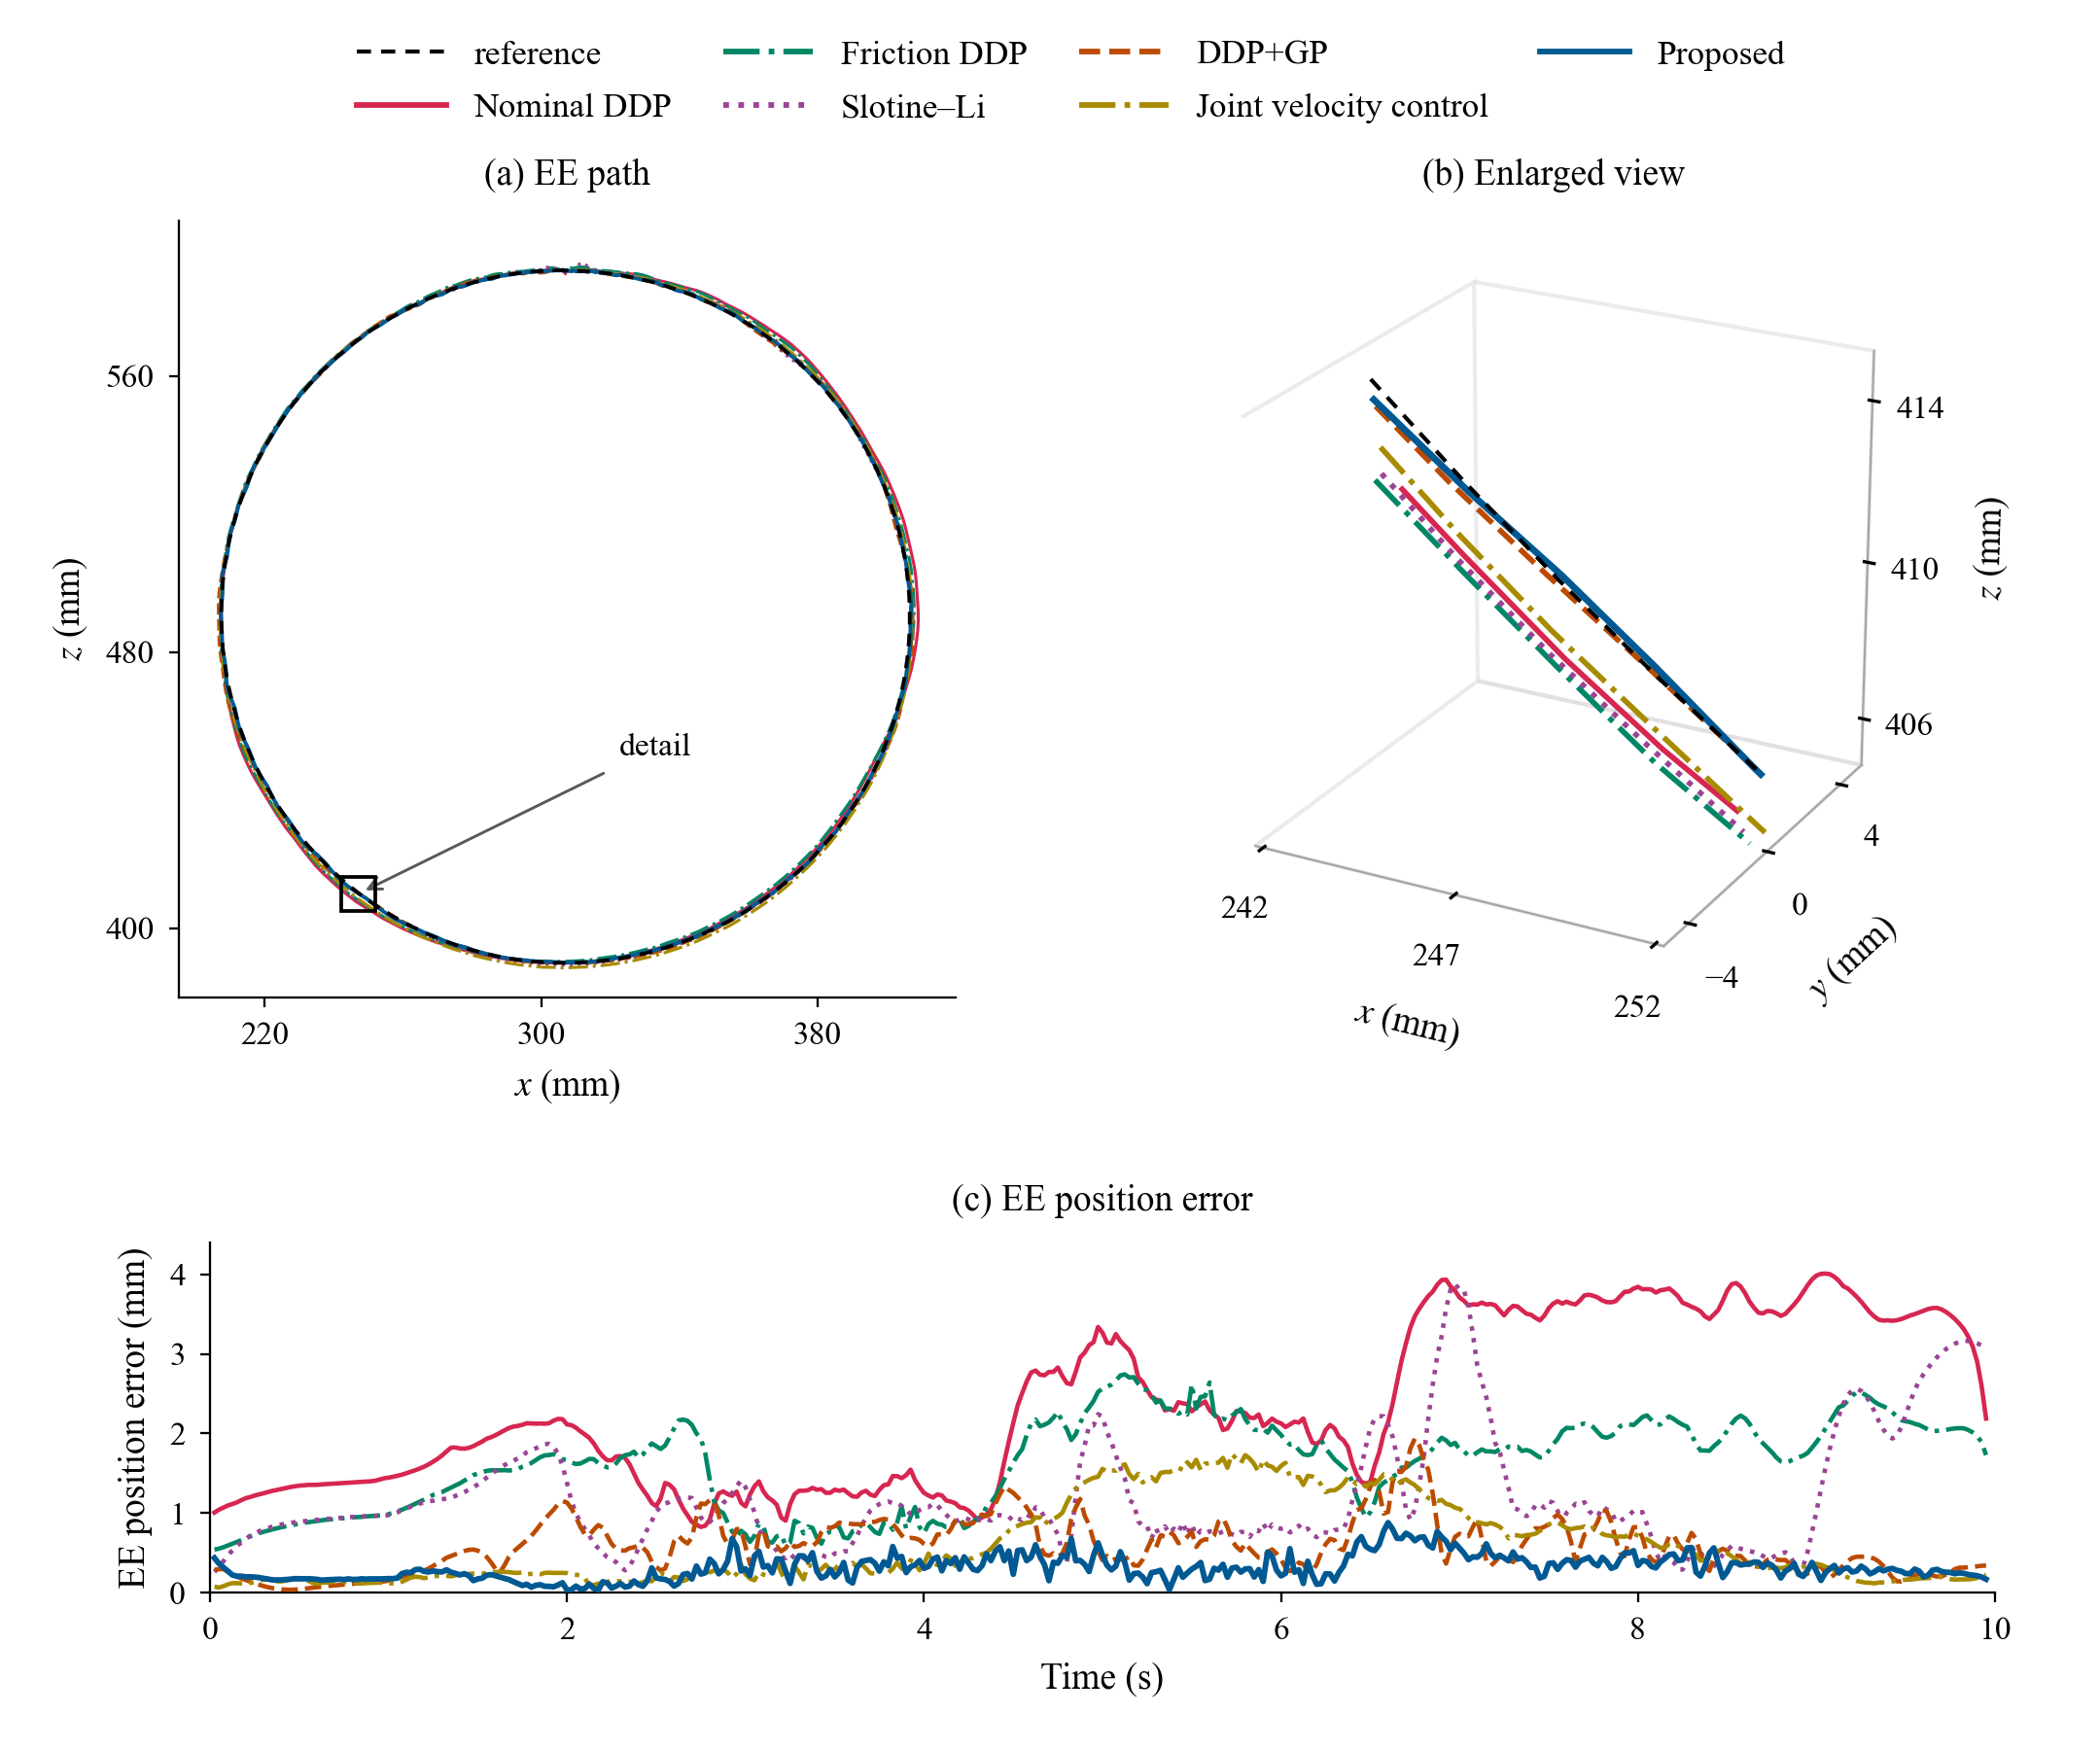 reference
Friction DDP
DDP+GP
Proposed
Nominal DDP
Slotine–Li
Joint velocity control
(a) EE path
z (mm)
560
480
400
detail
220
300
380
x (mm)
(b) Enlarged view
414
410
406
z (mm)
4
0
–4
y (mm)
242
247
252
x (mm)
(c) EE position error
EE position error (mm)
4
3
2
1
0
0
2
4
6
8
10
Time (s)